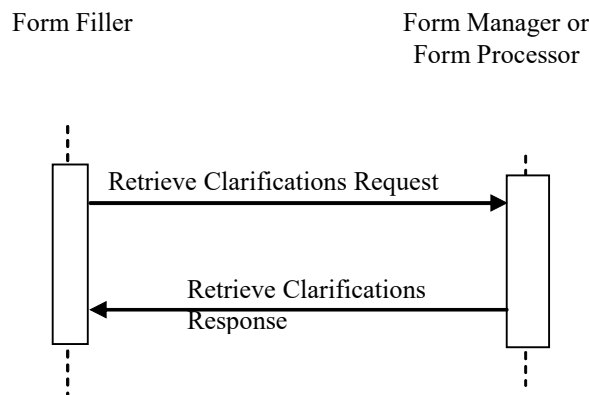 Form Filler
Form Manager or
Form Processor
Retrieve Clarifications Request
Retrieve Clarifications
Response